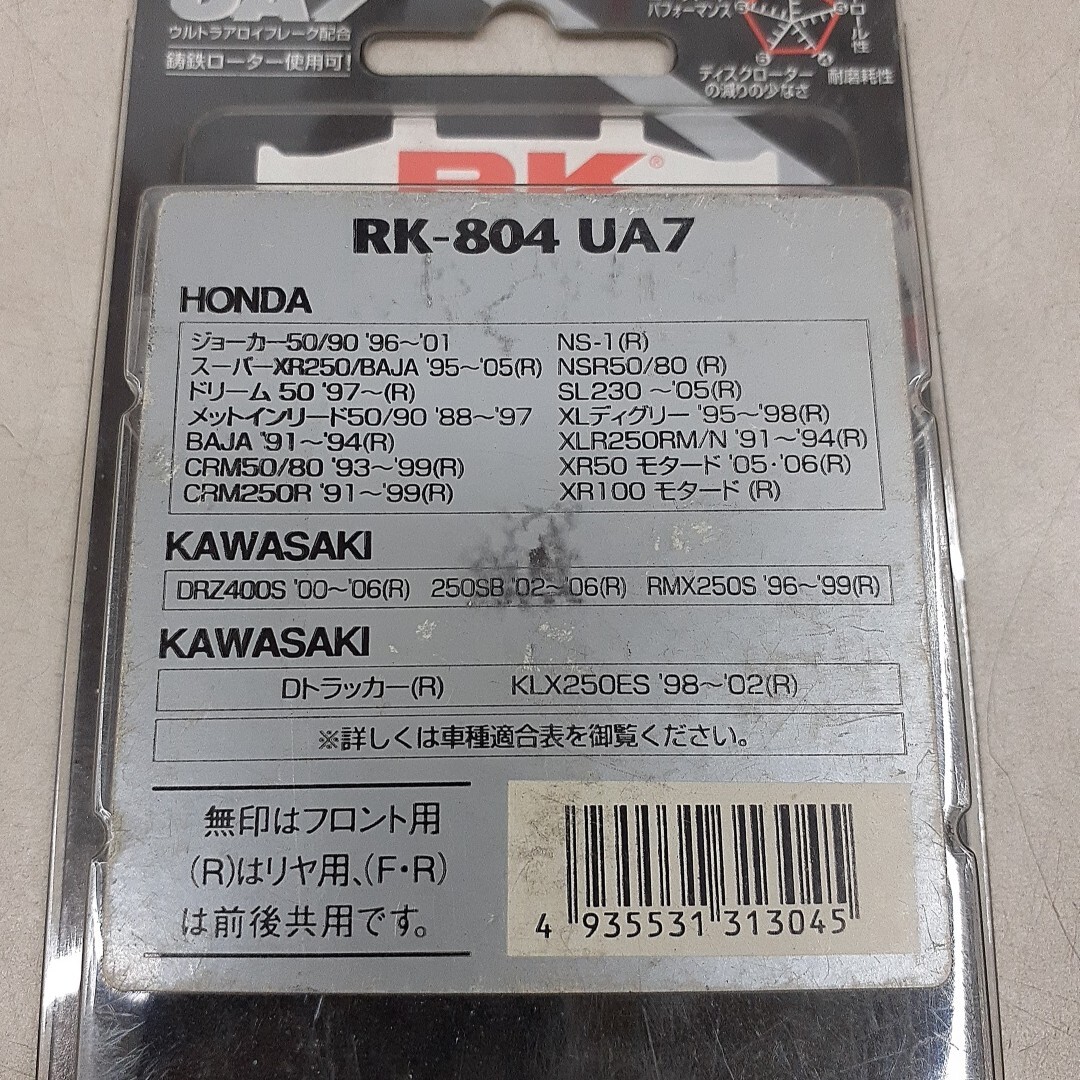 UA7
ウルトラアロイフレーク配合
鋳鉄ローター使用可!
パフォーマンス
ロール性
ディスクローター
の減りの少なさ
耐磨耗性
RK®
RK-804 UA7
HONDA
ジョーカー50/90 '96～'01
スーパーXR250/BAJA '95～'05(R)
ドリーム 50 '97～(R)
メットインリード50/90 '88～'97
BAJA '91～'94(R)
CRM50/80 '93～'99(R)
CRM250R '91～'99(R)
NS-1(R)
NSR50/80 (R)
SL230 ～'05(R)
XLディグリー '95～'98(R)
XLR250RM/N '91～'94(R)
XR50 モタード '05・'06(R)
XR100 モタード (R)
KAWASAKI
DRZ400S '00～'06(R) 250SB '02～'06(R) RMX250S '96～'99(R)
KAWASAKI
Dトラッカー(R) KLX250ES '98～'02(R)
※詳しくは車種適合表を御覧ください。
無印はフロント用
(R)はリヤ用、(F・R)
は前後共用です。
4 935531 313045